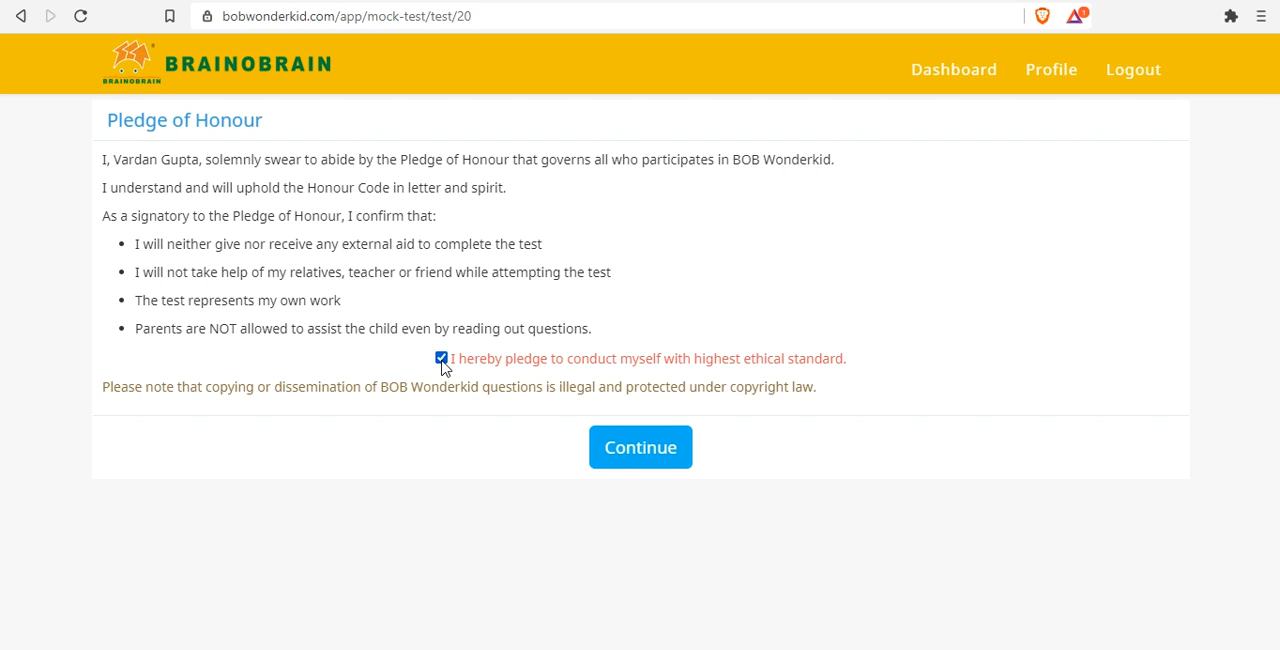 bobwonderkid.com/app/mock-test/test/20
1
BRAINOBRAIN
BRAINOBRAIN
Dashboard Profile Logout
Pledge of Honour
I, Vardan Gupta, solemnly swear to abide by the Pledge of Honour that governs all who participates in BOB Wonderkid.
I understand and will uphold the Honour Code in letter and spirit.
As a signatory to the Pledge of Honour, I confirm that:
• I will neither give nor receive any external aid to complete the test
• I will not take help of my relatives, teacher or friend while attempting the test
• The test represents my own work
• Parents are NOT allowed to assist the child even by reading out questions.
I hereby pledge to conduct myself with highest ethical standard.
Please note that copying or dissemination of BOB Wonderkid questions is illegal and protected under copyright law.
Continue